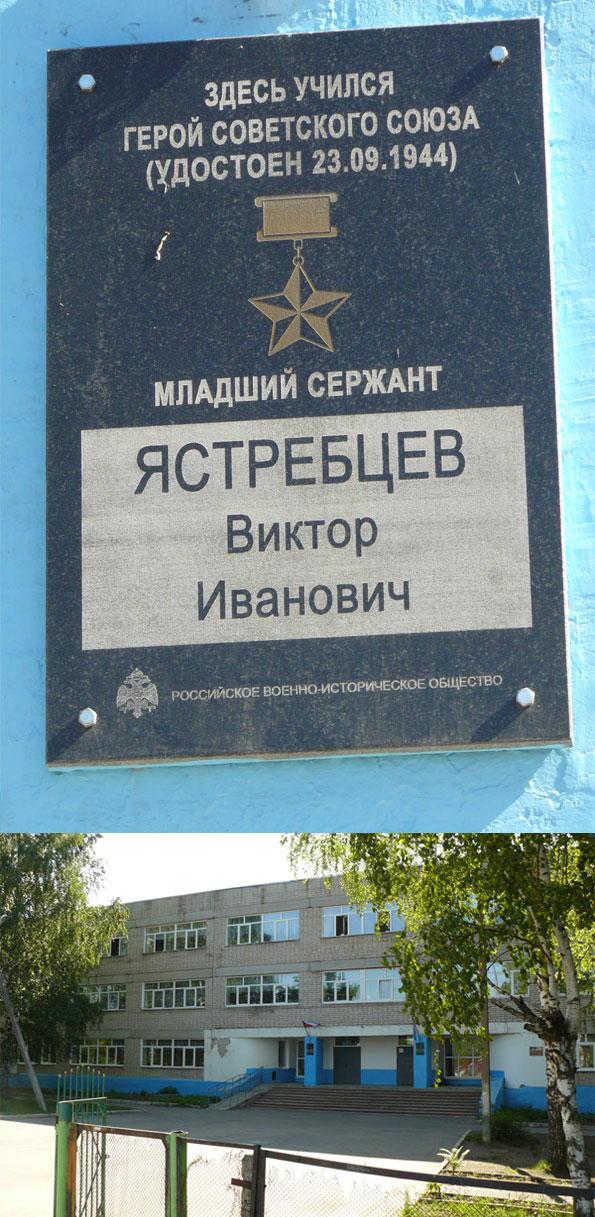 ЗДЕСЬ УЧИЛСЯ
ГЕРОЙ СОВЕТСКОГО СОЮЗА
(УДОСТОЕН 23.09.1944)
МЛАДШИЙ СЕРЖАНТ
ЯСТРЕБЦЕВ
Виктор
Иванович
РОССИЙСКОЕ ВОЕННО-ИСТОРИЧЕСКОЕ ОБЩЕСТВО